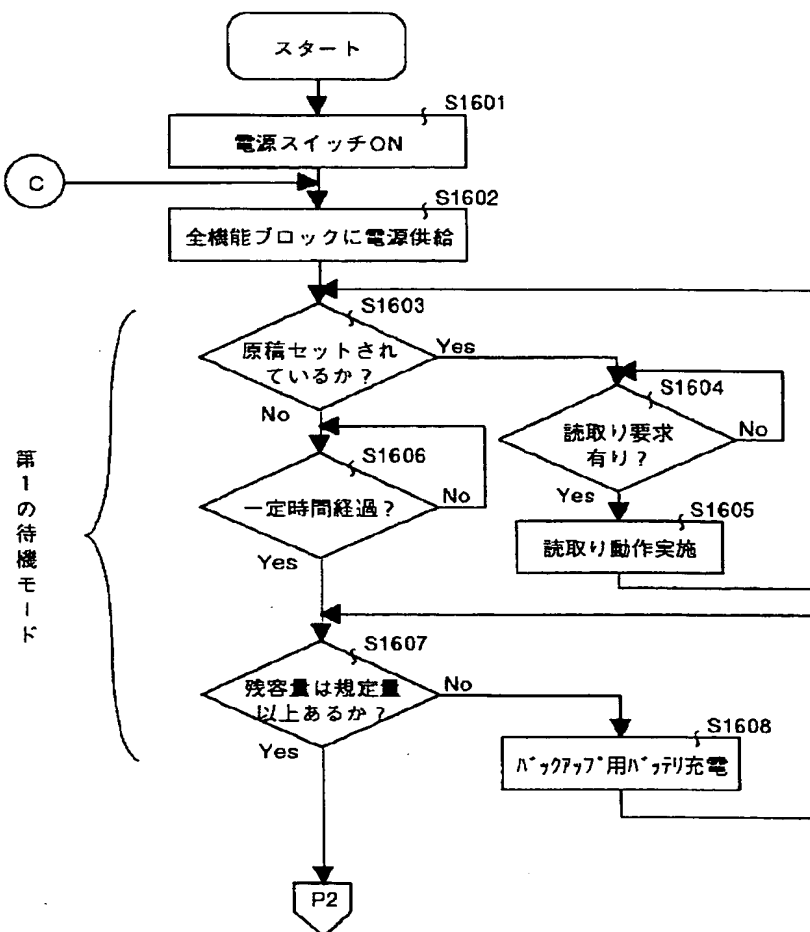 スタート
S1601
電源スイッチON
C
S1602
全機能ブロックに電源供給
S1603
原稿セットされ
ているか?
Yes
No
S1604
読取り要求
有り?
No
Yes
S1605
読取り動作実施
S1606
一定時間経過?
No
Yes
第1の待機モード
S1607
残容量は規定量
以上あるか?
No
Yes
S1608
バックアップ用バッテリ充電
P2